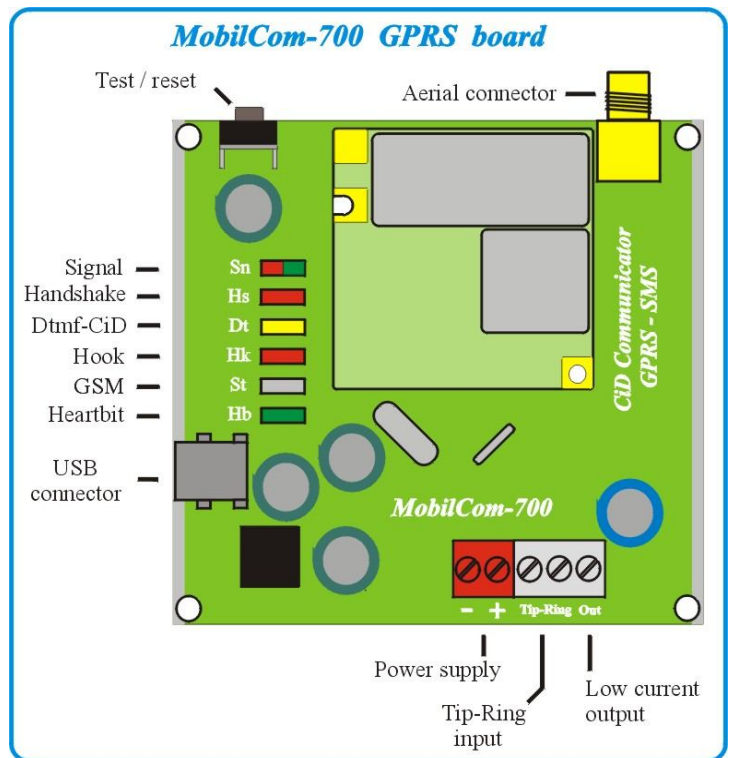 MobilCom-700 GPRS board
Test / reset
Aerial connector
Signal
Sn
Handshake
Hs
Dtmf-CiD
Dt
Hook
Hk
GSM
St
Heartbit
Hb
CiD Communicator
GPRS - SMS
USB
connector
MobilCom-700
- + Tip-Ring Out
Power supply
Tip-Ring
input
Low current
output